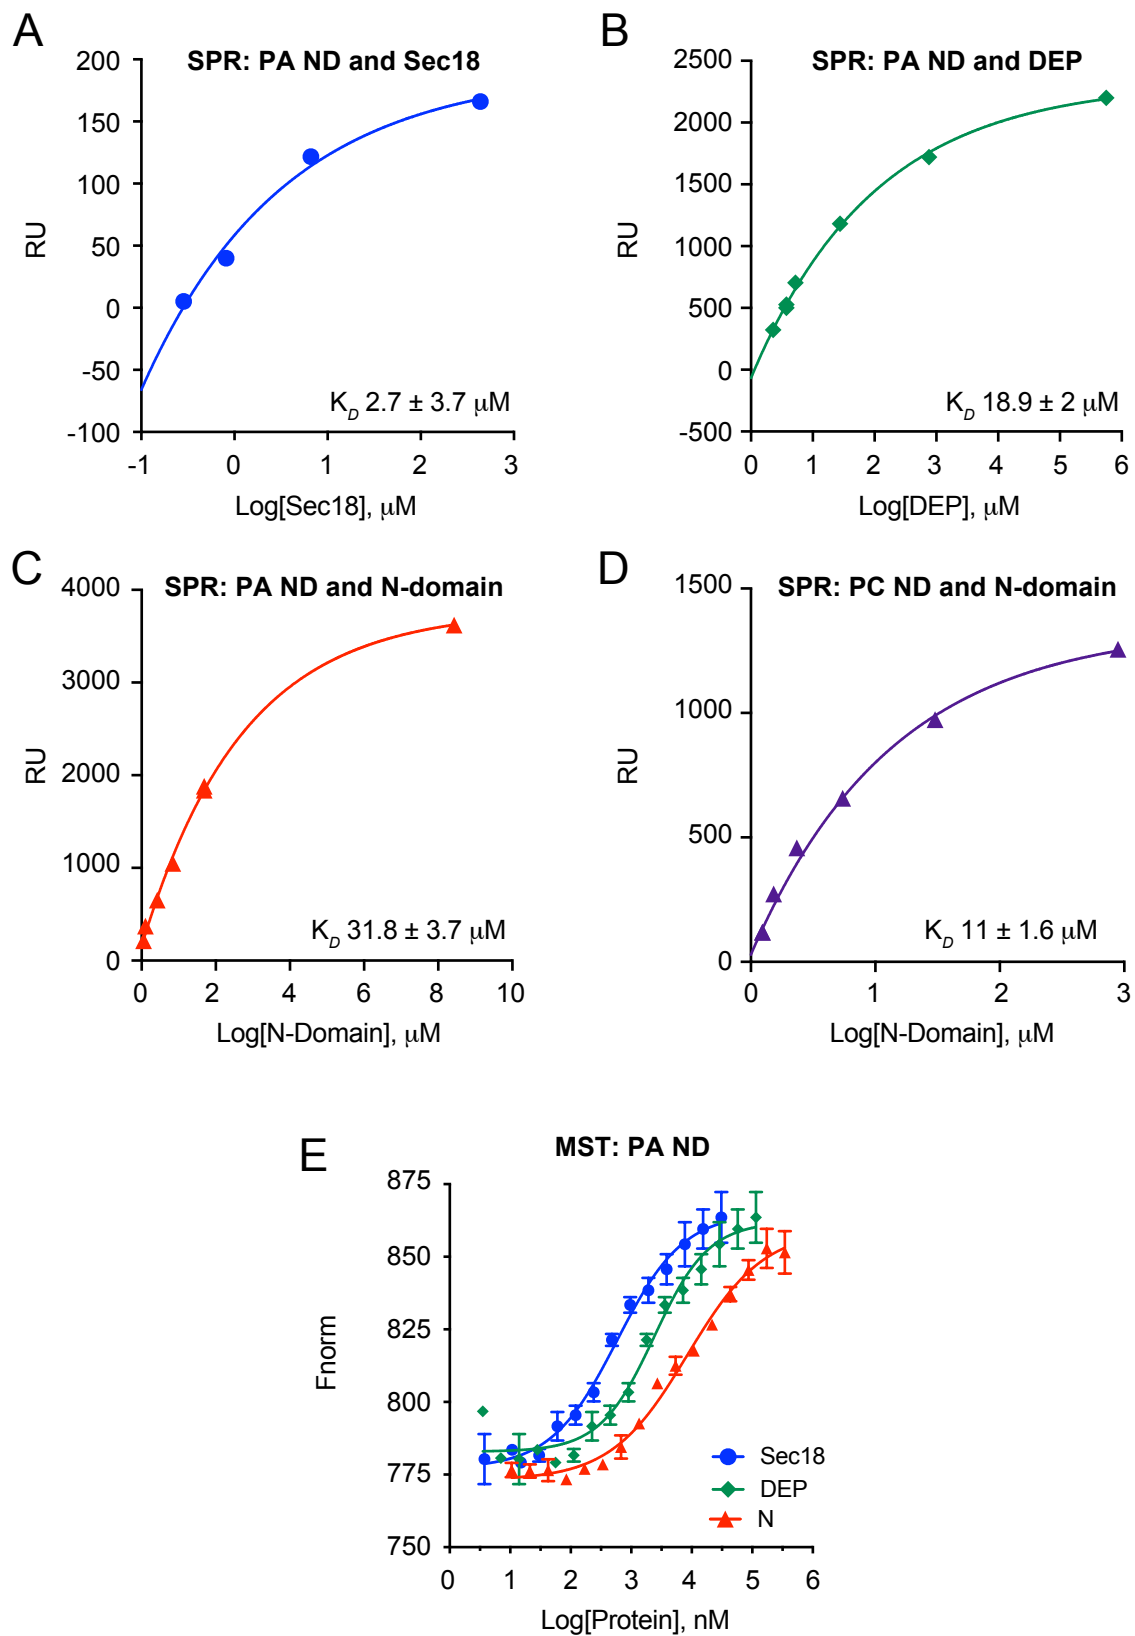 A
SPR: PA ND and Sec18
200
150
100
50
0
-50
-100
RU
K_D 2.7 ± 3.7 μM
-1 0 1 2 3
Log[Sec18], μM
B
SPR: PA ND and DEP
2500
2000
1500
1000
500
0
-500
RU
K_D 18.9 ± 2 μM
0 1 2 3 4 5 6
Log[DEP], μM
C
SPR: PA ND and N-domain
4000
3000
2000
1000
0
RU
K_D 31.8 ± 3.7 μM
0 2 4 6 8 10
Log[N-Domain], μM
D
SPR: PC ND and N-domain
1500
1000
500
0
RU
K_D 11 ± 1.6 μM
0 1 2 3
Log[N-Domain], μM
E
MST: PA ND
875
850
825
800
775
750
Fnorm
Sec18
DEP
N
0 1 2 3 4 5 6
Log[Protein], nM